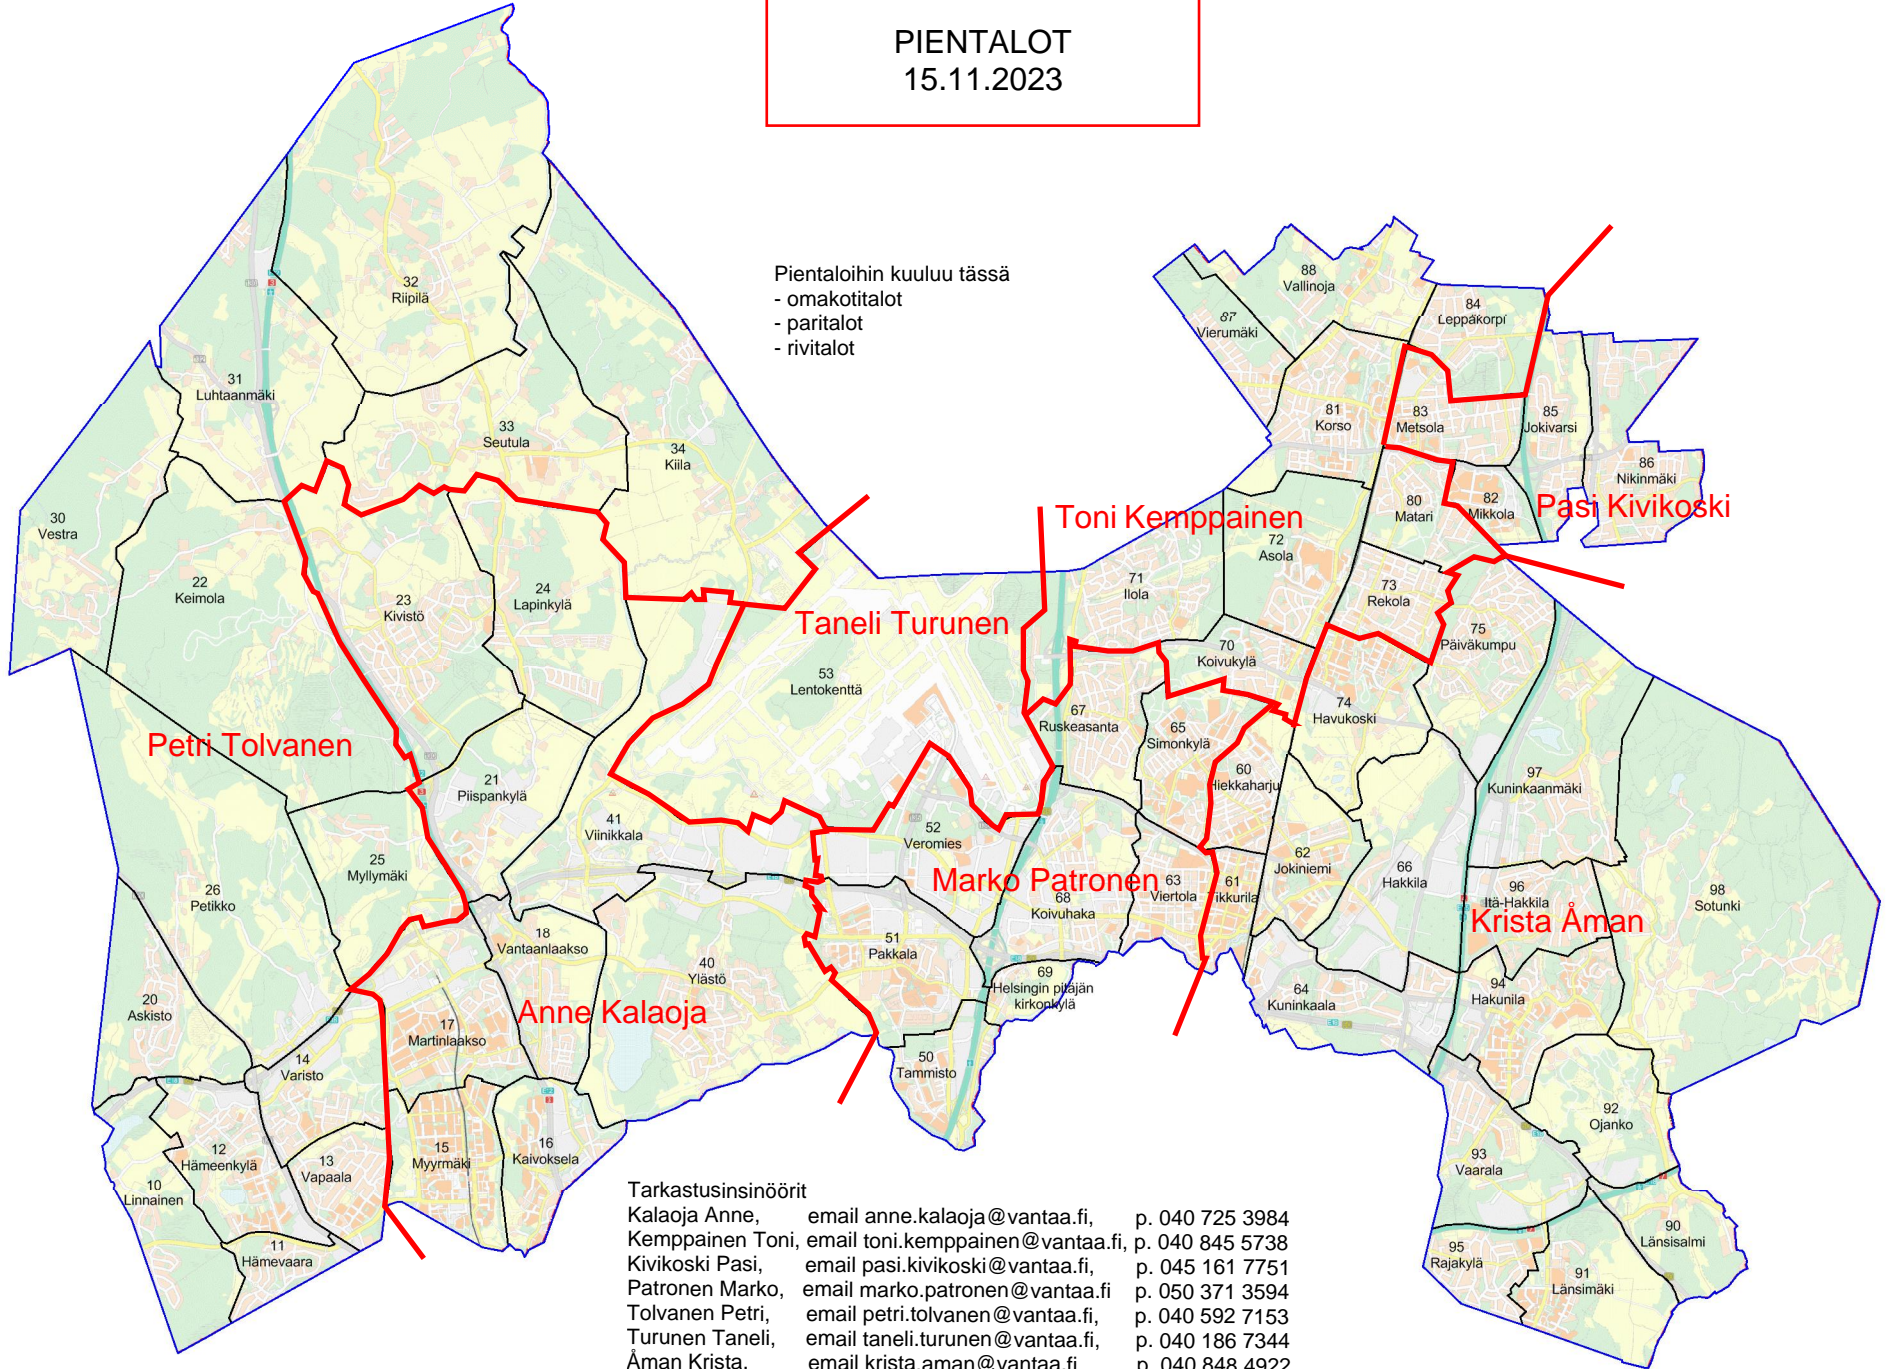 PIENTALOT
15.11.2023
Pientaloihin kuuluu tässä
- omakotitalot
- paritalot
- rivitalot
88
Vallinoja
84
Leppäkorpi
87
Vierumäki
32
Riipilä
31
Luhtaanmäki
33
Seutula
34
Kiila
81
Korso
83
Metsola
85
Jokivarsi
86
Nikinmäki
80
Matari
82
Mikkola
Pasi Kivikoski
Toni Kemppainen
30
Vestra
72
Asola
22
Keimola
23
Kivistö
24
Lapinkylä
71
Ilola
73
Rekola
Taneli Turunen
75
Päiväkumpu
70
Koivukylä
53
Lentokenttä
67
Ruskeasanta
74
Havukoski
65
Simonkylä
Petri Tolvanen
60
Hiekkaharju
21
Piispankylä
97
Kuninkaanmäki
41
Viinikkala
52
Veromies
25
Myllymäki
62
Jokiniemi
66
Hakkila
26
Petikko
Marko Patronen
63
Viertola
61
Tikkurila
68
Koivuhaka
96
Itä-Hakkila
98
Sotunki
Krista Åman
18
Vantaanlaakso
51
Pakkala
40
Ylästö
69
Helsingin pitäjän
kirkonkylä
64
Kuninkaala
94
Hakunila
20
Askisto
Anne Kalaoja
17
Martinlaakso
14
Varisto
50
Tammisto
92
Ojanko
12
Hämeenkylä
13
Vapaala
15
Myyrmäki
16
Kaivoksela
93
Vaarala
10
Linnainen
11
Hämevaara
90
Länsisalmi
95
Rajakylä
91
Länsimäki
Tarkastusinsinöörit
Kalaoja Anne, email anne.kalaoja@vantaa.fi, p. 040 725 3984
Kemppainen Toni, email toni.kemppainen@vantaa.fi, p. 040 845 5738
Kivikoski Pasi, email pasi.kivikoski@vantaa.fi, p. 045 161 7751
Patronen Marko, email marko.patronen@vantaa.fi p. 050 371 3594
Tolvanen Petri, email petri.tolvanen@vantaa.fi, p. 040 592 7153
Turunen Taneli, email taneli.turunen@vantaa.fi, p. 040 186 7344
Åman Krista, email krista.aman@vantaa.fi p. 040 848 4922